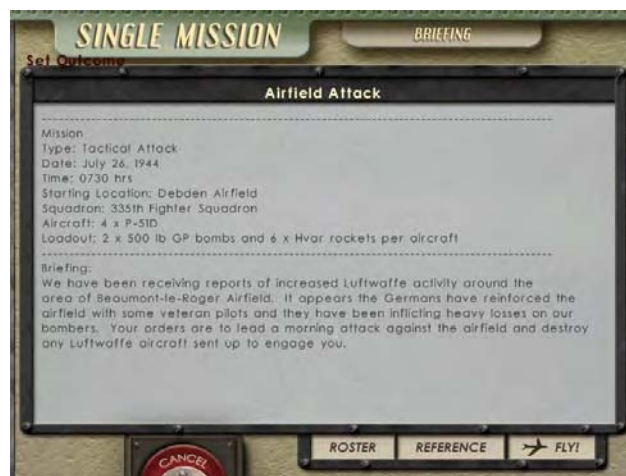 SINGLE MISSION
BRIEFING
Set Outcome
Airfield Attack
Mission
Type: Tactical Attack
Date: July 26, 1944
Time: 0730 hrs
Starting Location: Debden Airfield
Squadron: 335th Fighter Squadron
Aircraft: 4 x P-51D
Loadout: 2 x 500 lb GP bombs and 6 x Hvar rockets per aircraft
Briefing:
We have been receiving reports of increased Luftwaffe activity around the
area of Beaumont-le-Roger Airfield. It appears the Germans have reinforced the
airfield with some veteran pilots and they have been inflicting heavy losses on our
bombers. Your orders are to lead a morning attack against the airfield and destroy
any Luftwaffe aircraft sent up to engage you.
ROSTER
REFERENCE
FLY!
CANCEL